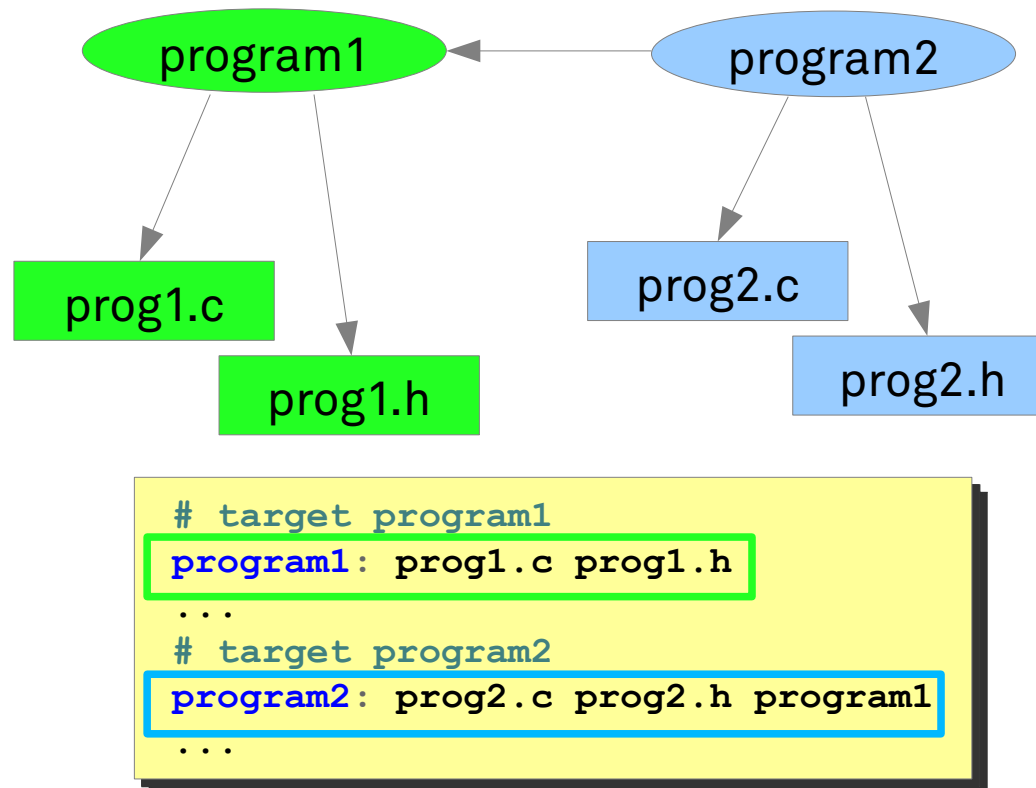 program1
program2
prog1.c
prog2.c
prog1.h
prog2.h
# target program1
program1: prog1.c prog1.h
...
# target program2
program2: prog2.c prog2.h program1
...